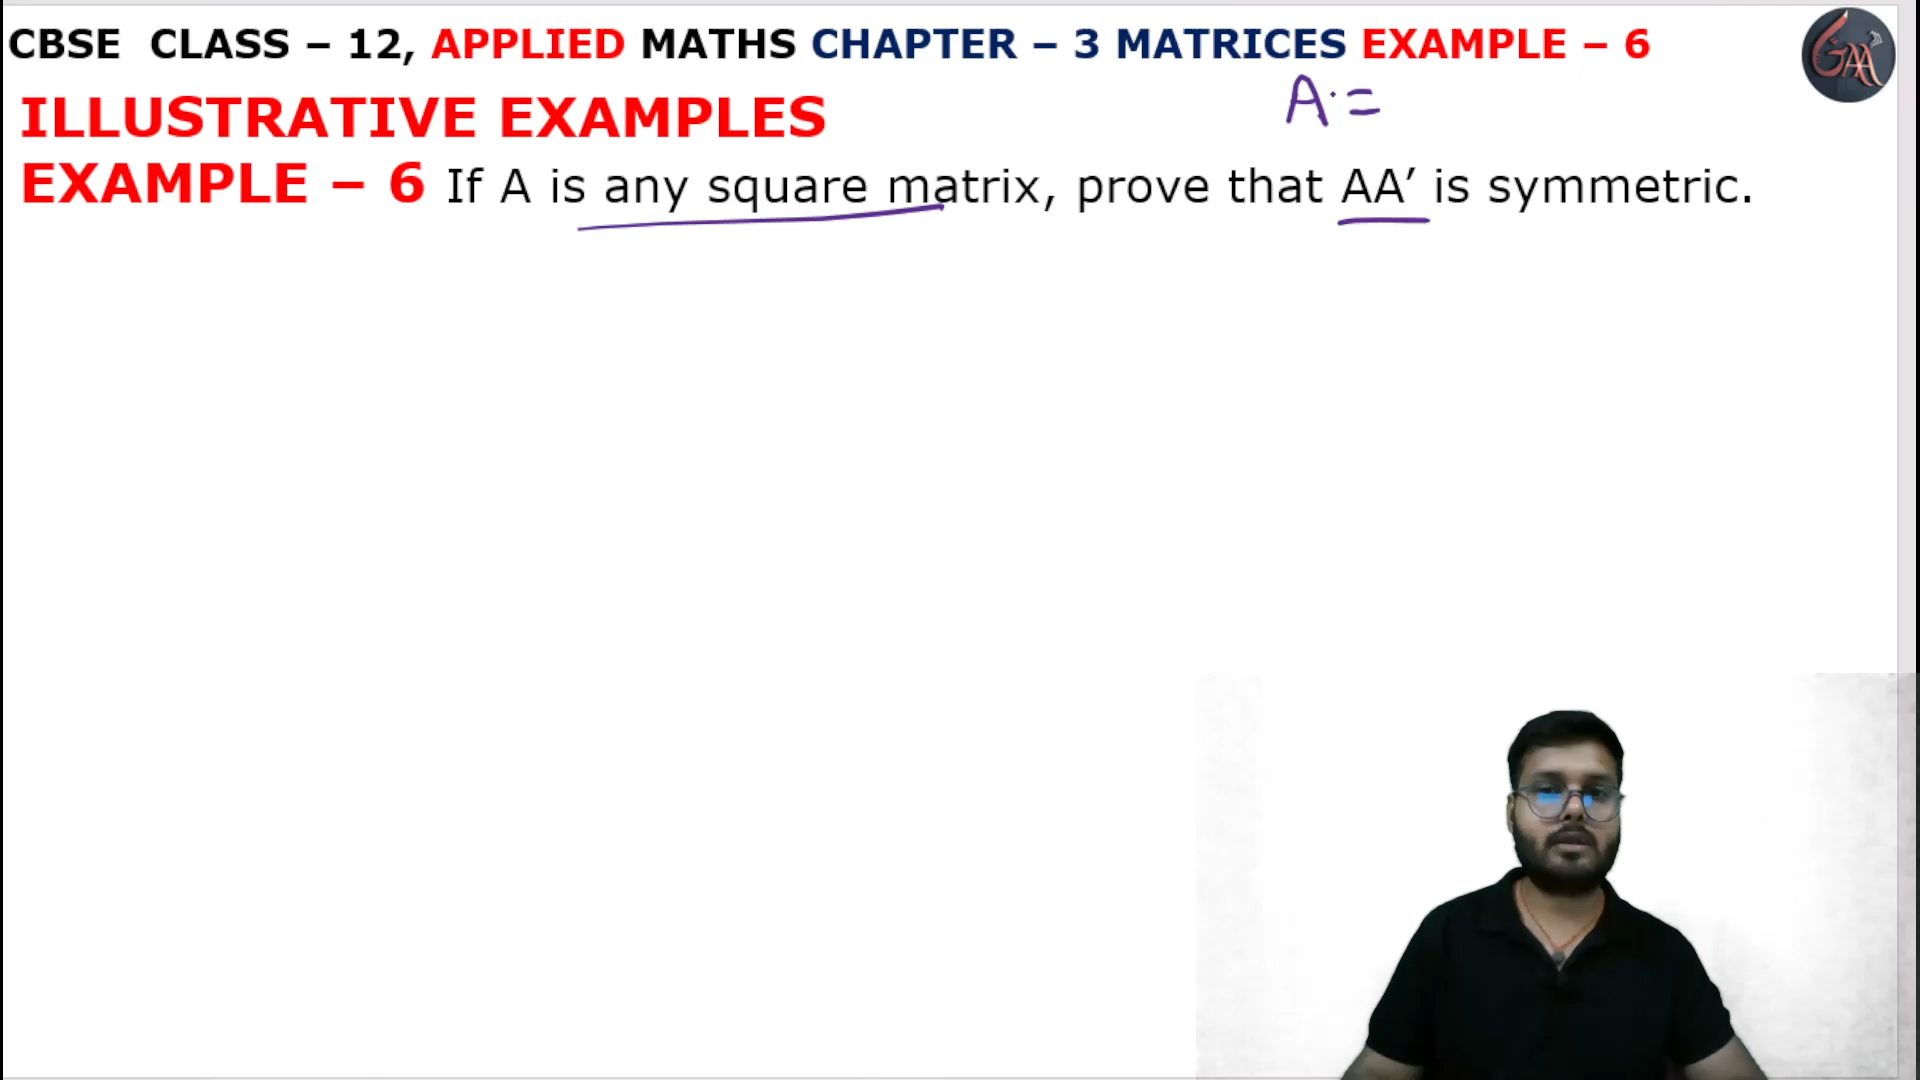 CBSE CLASS – 12, APPLIED MATHS CHAPTER – 3 MATRICES EXAMPLE – 6
GAA
A·=
ILLUSTRATIVE EXAMPLES
EXAMPLE – 6 If A is any square matrix, prove that AA’ is symmetric.